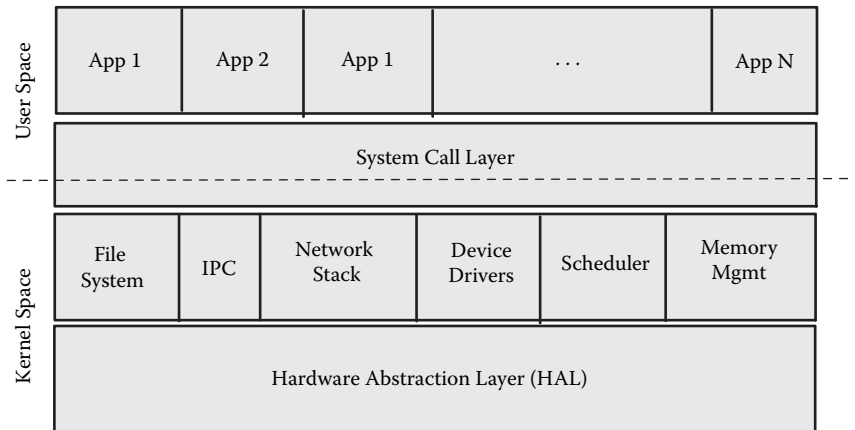 User Space
App 1
App 2
App 1
. . .
App N
System Call Layer
Kernel Space
File
System
IPC
Network
Stack
Device
Drivers
Scheduler
Memory
Mgmt
Hardware Abstraction Layer (HAL)